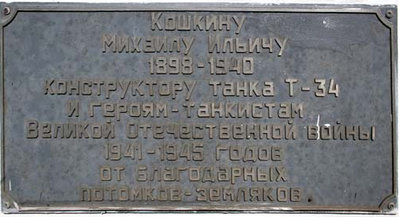 Кошкину
Михаилу Ильичу
1898-1940
конструктору танка Т-34
и героям-танкистам
Великой Отечественной войны
1941-1945 годов
от благодарных
потомков-земляков.